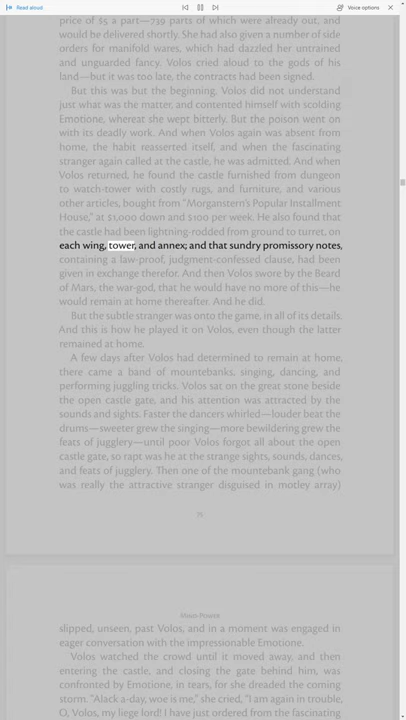 Read aloud
Voice options
price of $5 a part—739 parts of which were already out, and
would be delivered shortly. She had also given a number of side
orders for manifold wares, which had dazzled her untrained
and unguarded fancy. Volos cried aloud to the gods of his
land—but it was too late, the contracts had been signed.
But this was but the beginning. Volos did not understand
just what was the matter, and contented himself with scolding
Emotione, whereat she wept bitterly. But the poison went on
with its deadly work. And when Volos again was absent from
home, the habit reasserted itself, and when the fascinating
stranger again called at the castle, he was admitted. And when
Volos returned, he found the castle furnished from dungeon
to watch-tower with costly rugs, and furniture, and various
other articles, bought from “Morganstern’s Popular Installment
House,” at $1,000 down and $100 per week. He also found that
the castle had been lightning-rodded from ground to turret, on
each wing, tower, and annex; and that sundry promissory notes,
containing a law-proof, judgment-confessed clause, had been
given in exchange therefor. And then Volos swore by the Beard
of Mars, the war-god, that he would have no more of this—he
would remain at home thereafter. And he did.
But the subtle stranger was onto the game, in all of its details.
And this is how he played it on Volos, even though the latter
remained at home.
A few days after Volos had determined to remain at home,
there came a band of mountebanks, singing, dancing, and
performing juggling tricks. Volos sat on the great stone beside
the open castle gate, and his attention was attracted by the
sounds and sights. Faster the dancers whirled—louder beat the
drums—sweeter grew the singing—more bewildering grew the
feats of jugglery—until poor Volos forgot all about the open
castle gate, so rapt was he at the strange sights, sounds, dances,
and feats of jugglery. Then one of the mountebank gang (who
was really the attractive stranger disguised in motley array)
slipped, unseen, past Volos, and in a moment was engaged in
eager conversation with the impressionable Emotione.
Volos watched the crowd until it moved away, and then
entering the castle, and closing the gate behind him, was
confronted by Emotione, in tears, for she dreaded the coming
storm. “Alack a-day, woe is me,” she cried, “I am again in trouble,
O, Volos, my liege lord! I have just ordered from the fascinating